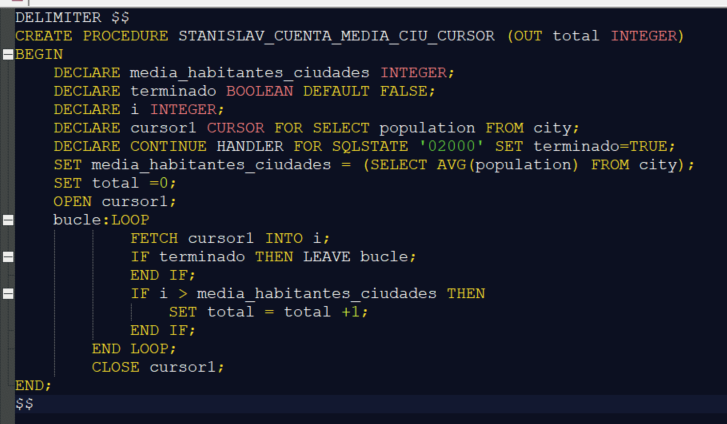 DELIMITER $$
CREATE PROCEDURE STANISLAV_CUENTA_MEDIA_CIU_CURSOR (OUT total INTEGER)
BEGIN
    DECLARE media_habitantes_ciudades INTEGER;
    DECLARE terminado BOOLEAN DEFAULT FALSE;
    DECLARE i INTEGER;
    DECLARE cursor1 CURSOR FOR SELECT population FROM city;
    DECLARE CONTINUE HANDLER FOR SQLSTATE '02000' SET terminado=TRUE;
    SET media_habitantes_ciudades = (SELECT AVG(population) FROM city);
    SET total =0;
    OPEN cursor1;
    bucle:LOOP
            FETCH cursor1 INTO i;
            IF terminado THEN LEAVE bucle;
            END IF;
            IF i > media_habitantes_ciudades THEN
                SET total = total +1;
            END IF;
        END LOOP;
        CLOSE cursor1;
END;
$$